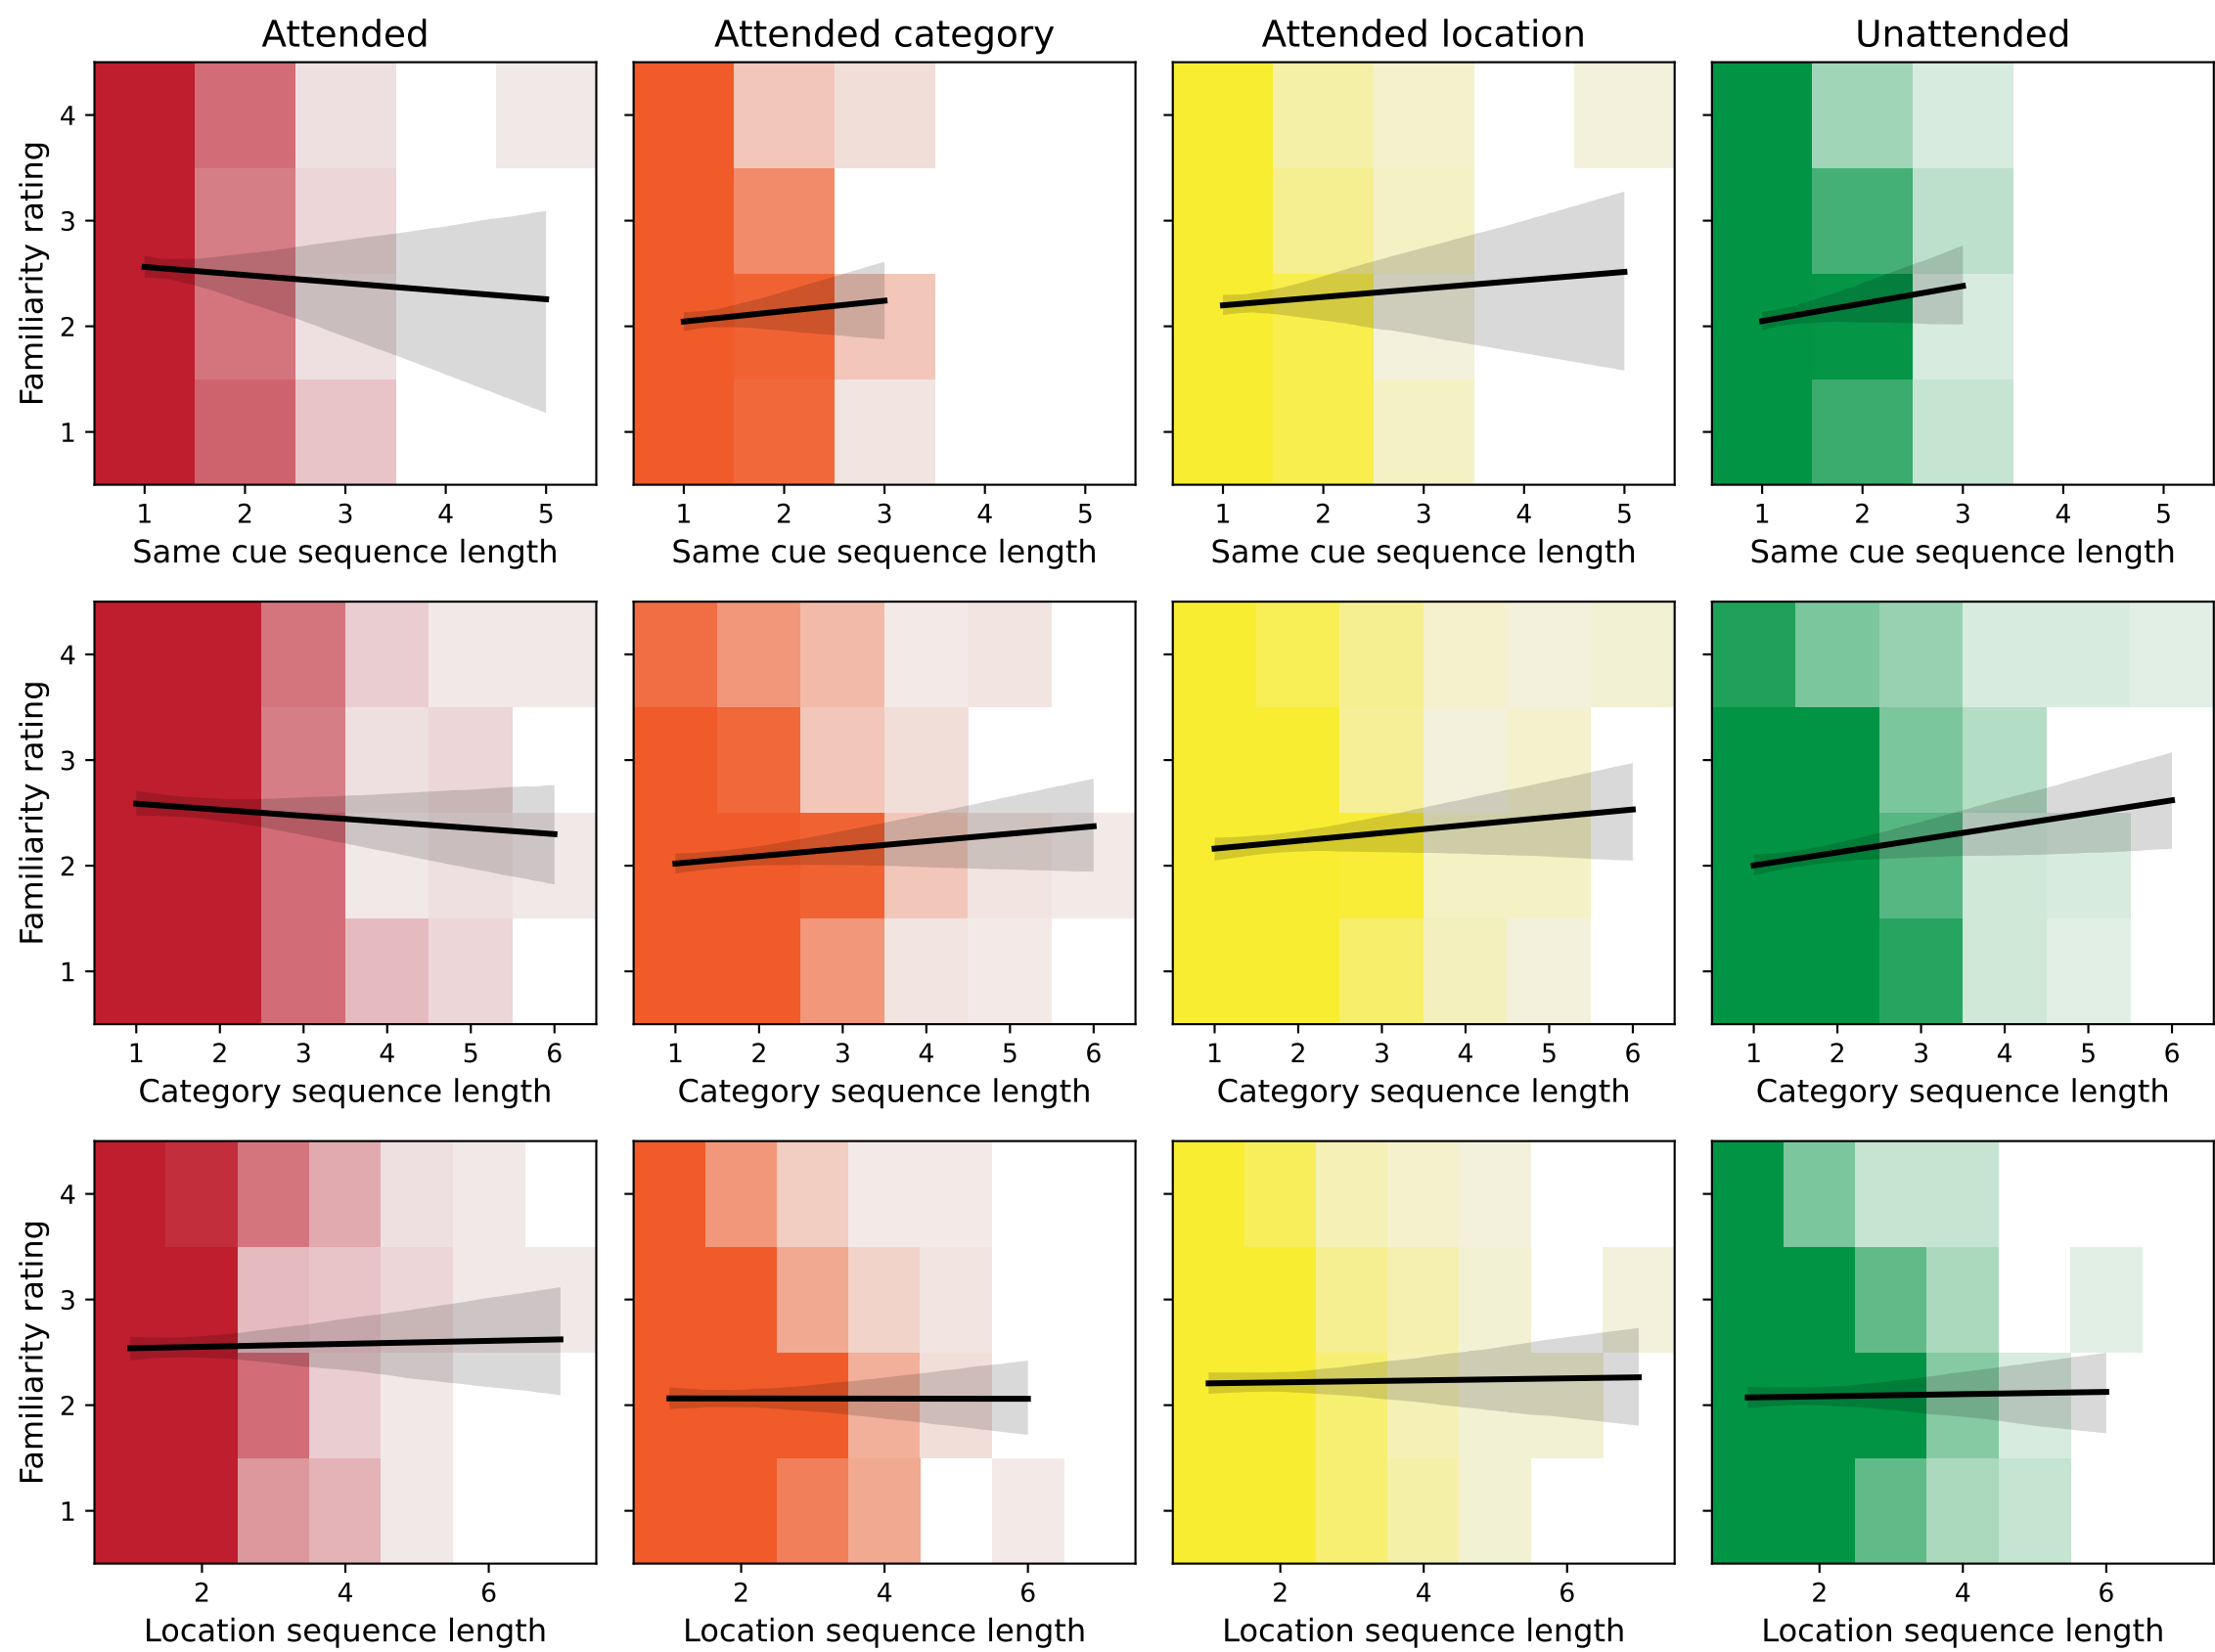 Attended Attended category Attended location Unattended
Familiarity rating
4
3
2
1
1 2 3 4 5 1 2 3 4 5 1 2 3 4 5 1 2 3 4 5
Same cue sequence length Same cue sequence length Same cue sequence length Same cue sequence length
Familiarity rating
4
3
2
1
1 2 3 4 5 6 1 2 3 4 5 6 1 2 3 4 5 6 1 2 3 4 5 6
Category sequence length Category sequence length Category sequence length Category sequence length
Familiarity rating
4
3
2
1
2 4 6 2 4 6 2 4 6 2 4 6
Location sequence length Location sequence length Location sequence length Location sequence length